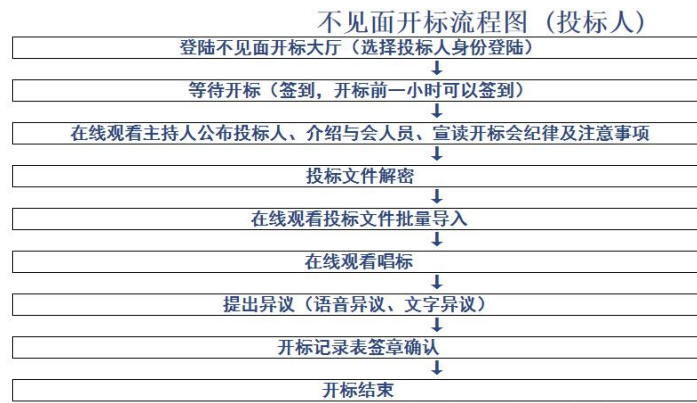 不见面开标流程图（投标人）
登陆不见面开标大厅（选择投标人身份登陆）
等待开标（签到，开标前一小时可以签到）
在线观看主持人公布投标人、介绍与会人员、宣读开标会纪律及注意事项
投标文件解密
在线观看投标文件批量导入
在线观看唱标
提出异议（语音异议、文字异议）
开标记录表签章确认
开标结束